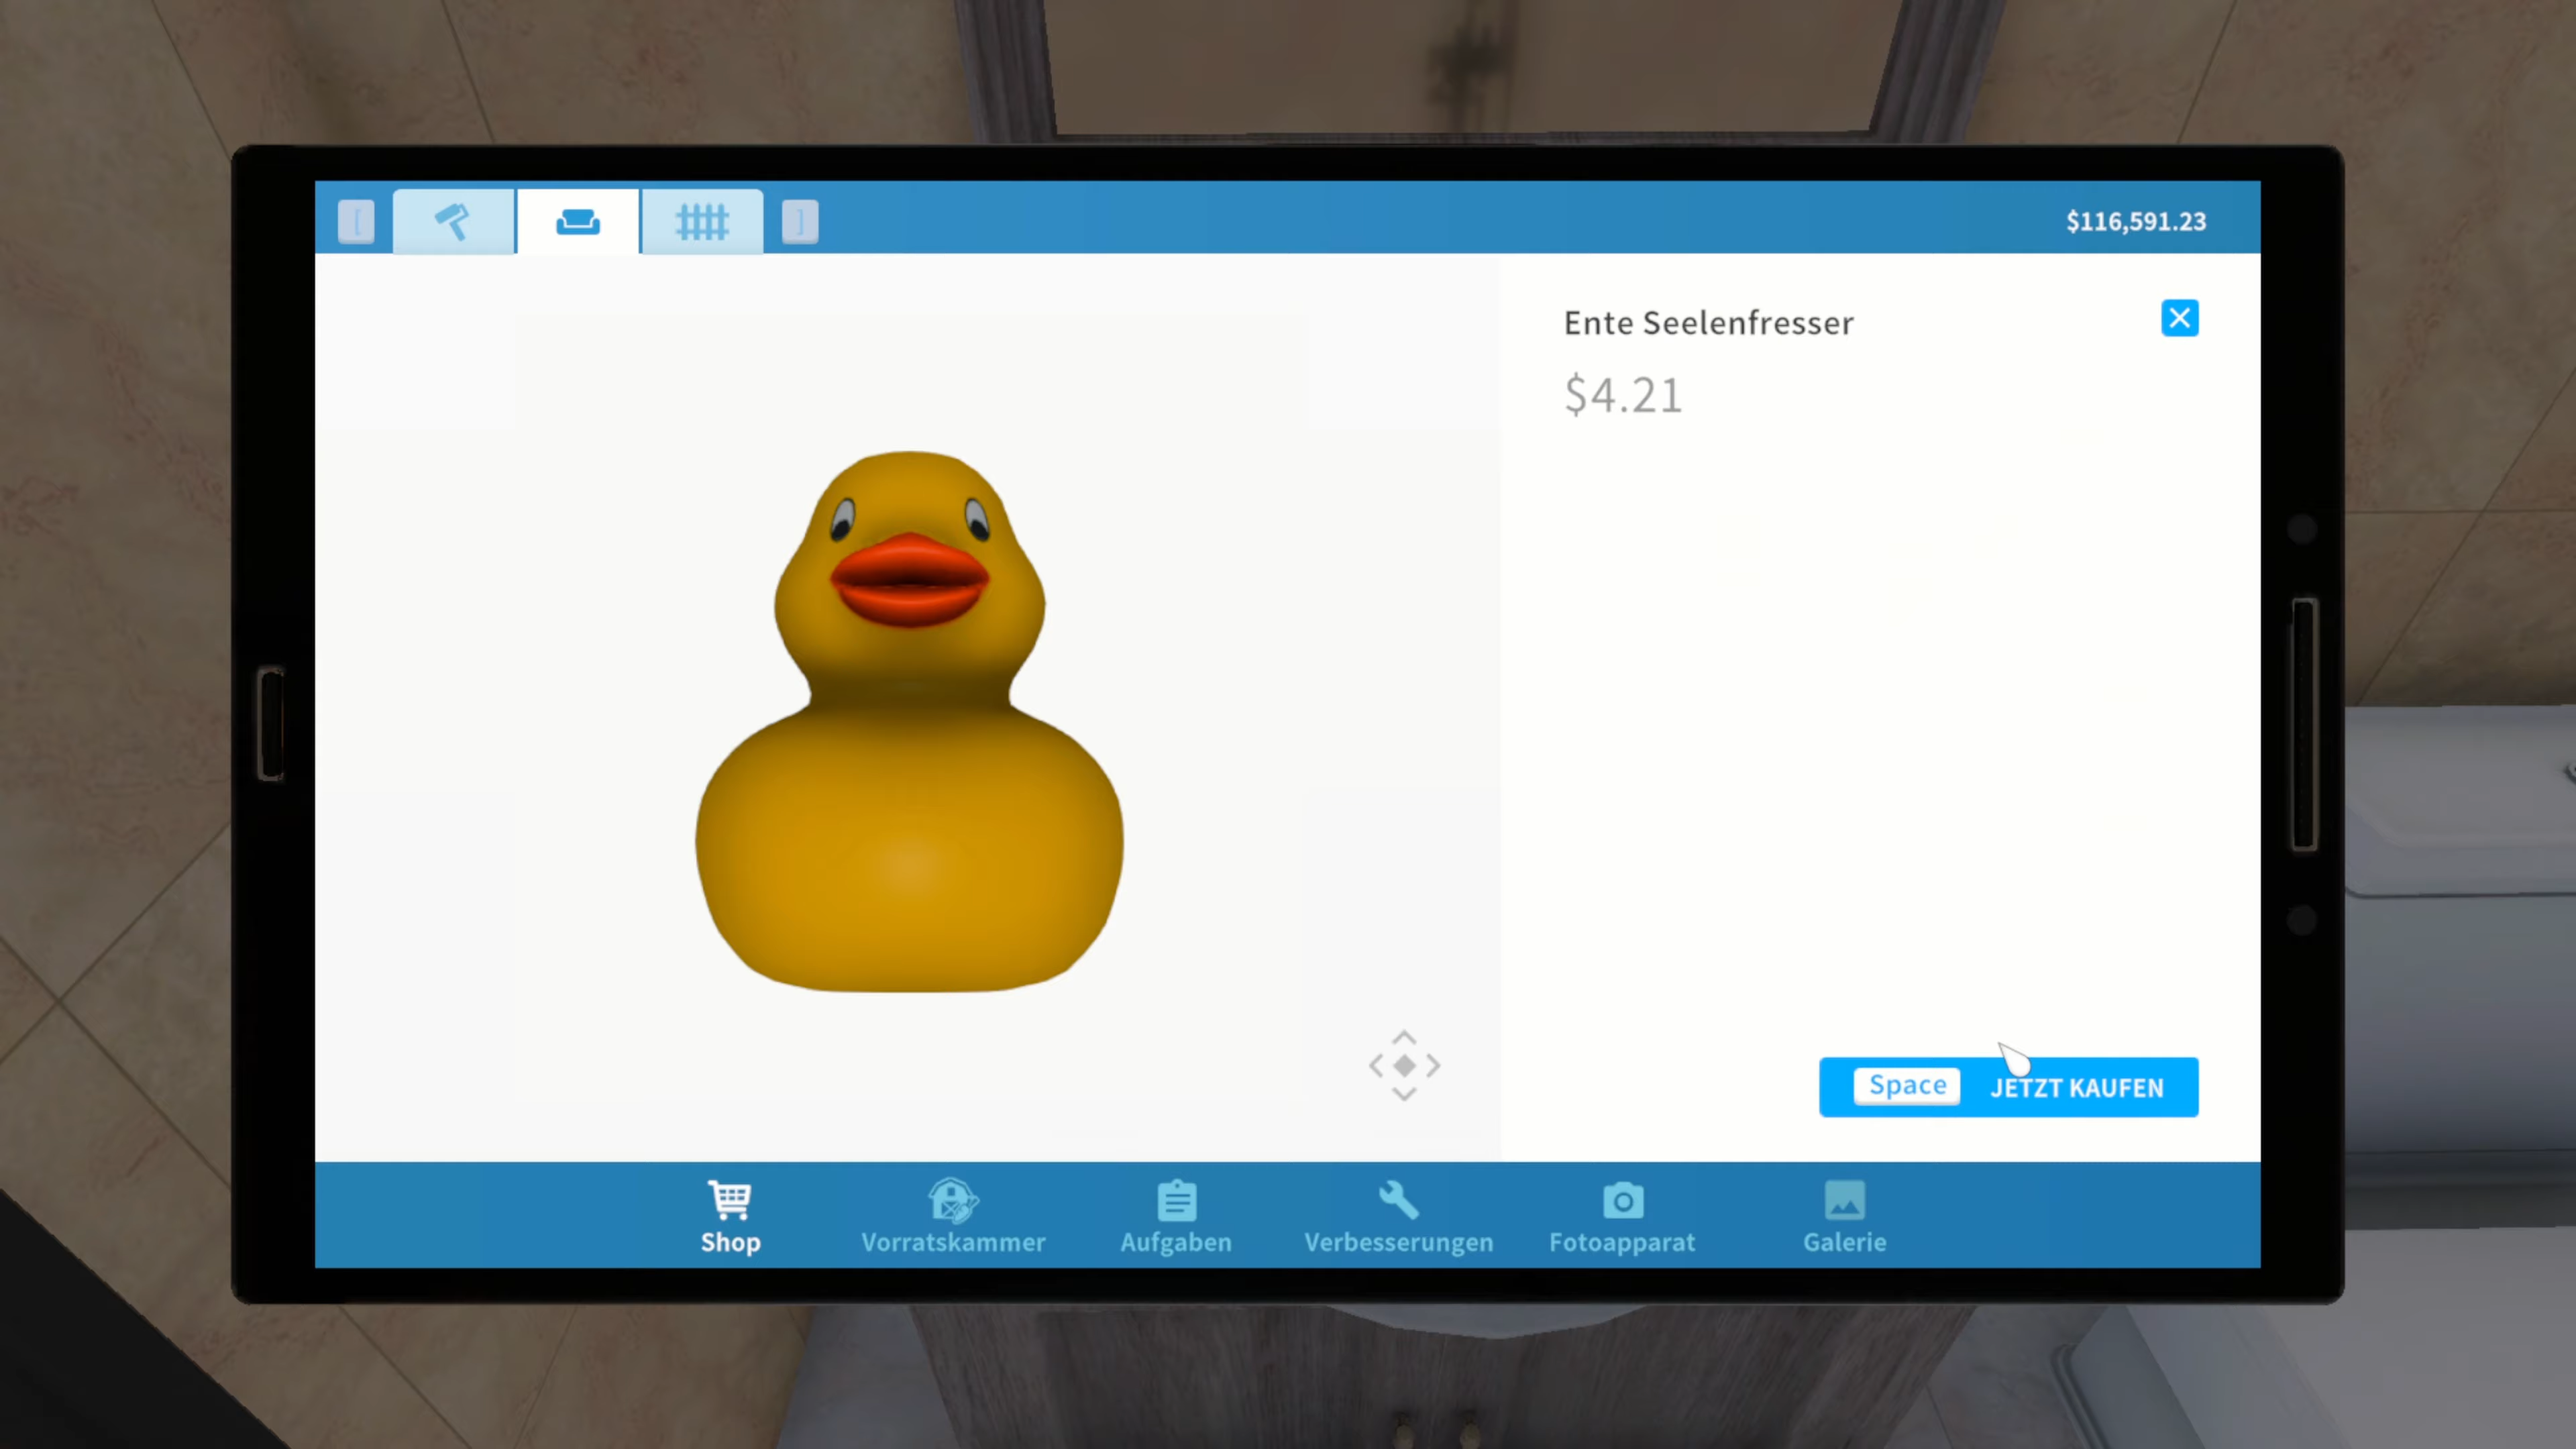 [
]
$116,591.23
Ente Seelenfresser
$4.21
Space JETZT KAUFEN
Shop
Vorratskammer
Aufgaben
Verbesserungen
Fotoapparat
Galerie